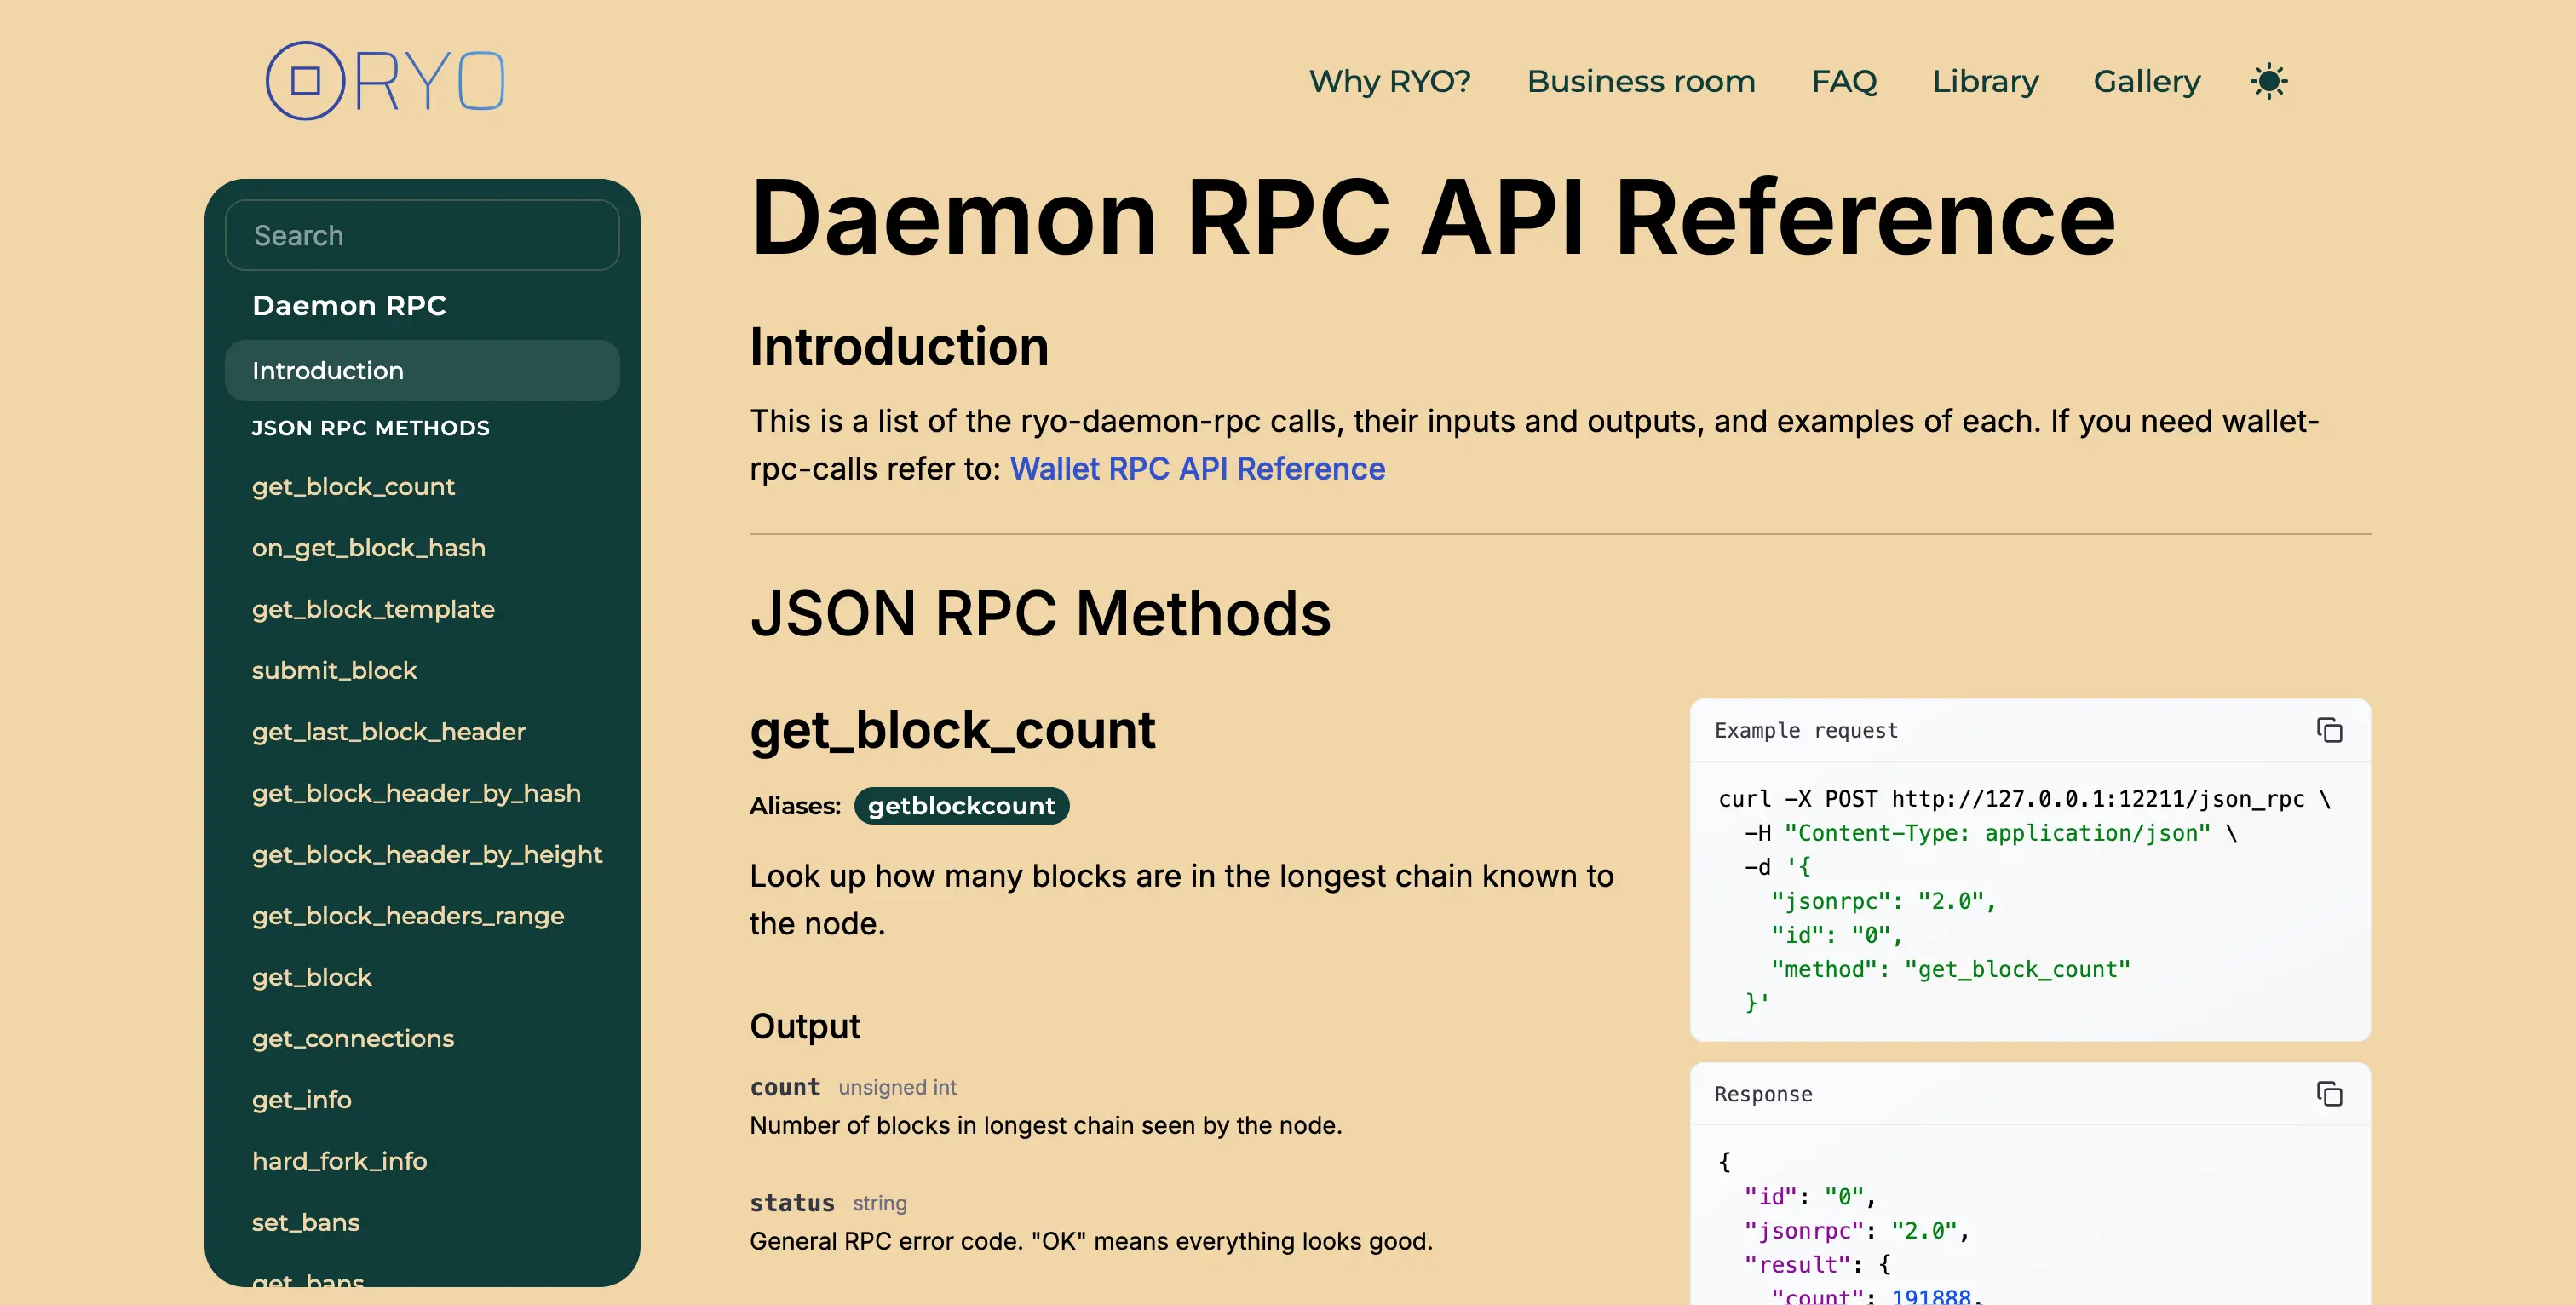 RYO
Why RYO?
Business room
FAQ
Library
Gallery
Search
Daemon RPC
Introduction
JSON RPC METHODS
get_block_count
on_get_block_hash
get_block_template
submit_block
get_last_block_header
get_block_header_by_hash
get_block_header_by_height
get_block_headers_range
get_block
get_connections
get_info
hard_fork_info
set_bans
get_bans
Daemon RPC API Reference
Introduction
This is a list of the ryo-daemon-rpc calls, their inputs and outputs, and examples of each. If you need wallet-
rpc-calls refer to: Wallet RPC API Reference
JSON RPC Methods
get_block_count
Aliases: getblockcount
Look up how many blocks are in the longest chain known to
the node.
Output
count unsigned int
Number of blocks in longest chain seen by the node.
status string
General RPC error code. "OK" means everything looks good.
Example request
curl -X POST http://127.0.0.1:12211/json_rpc \
  -H "Content-Type: application/json" \
  -d '{
    "jsonrpc": "2.0",
    "id": "0",
    "method": "get_block_count"
  }'
Response
{
  "id": "0",
  "jsonrpc": "2.0",
  "result": {
    "count": 191888,